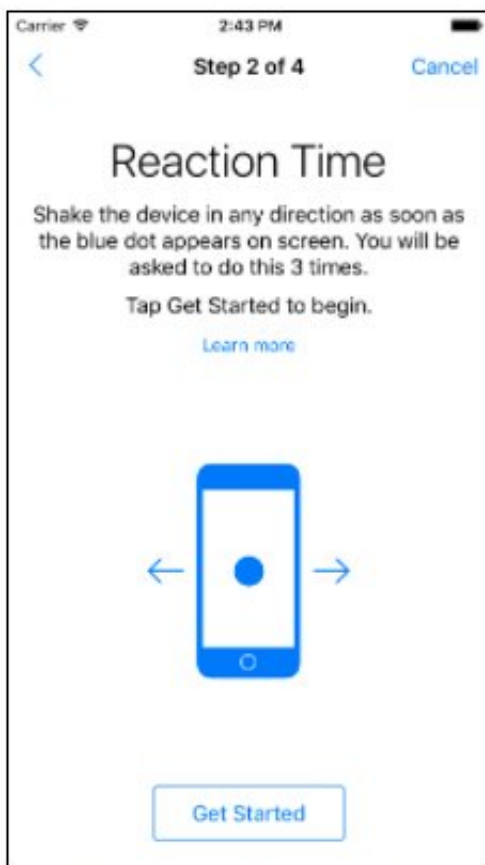 Carrier 2:43 PM
Step 2 of 4 Cancel
Reaction Time
Shake the device in any direction as soon as
the blue dot appears on screen. You will be
asked to do this 3 times.
Tap Get Started to begin.
Learn more
Get Started